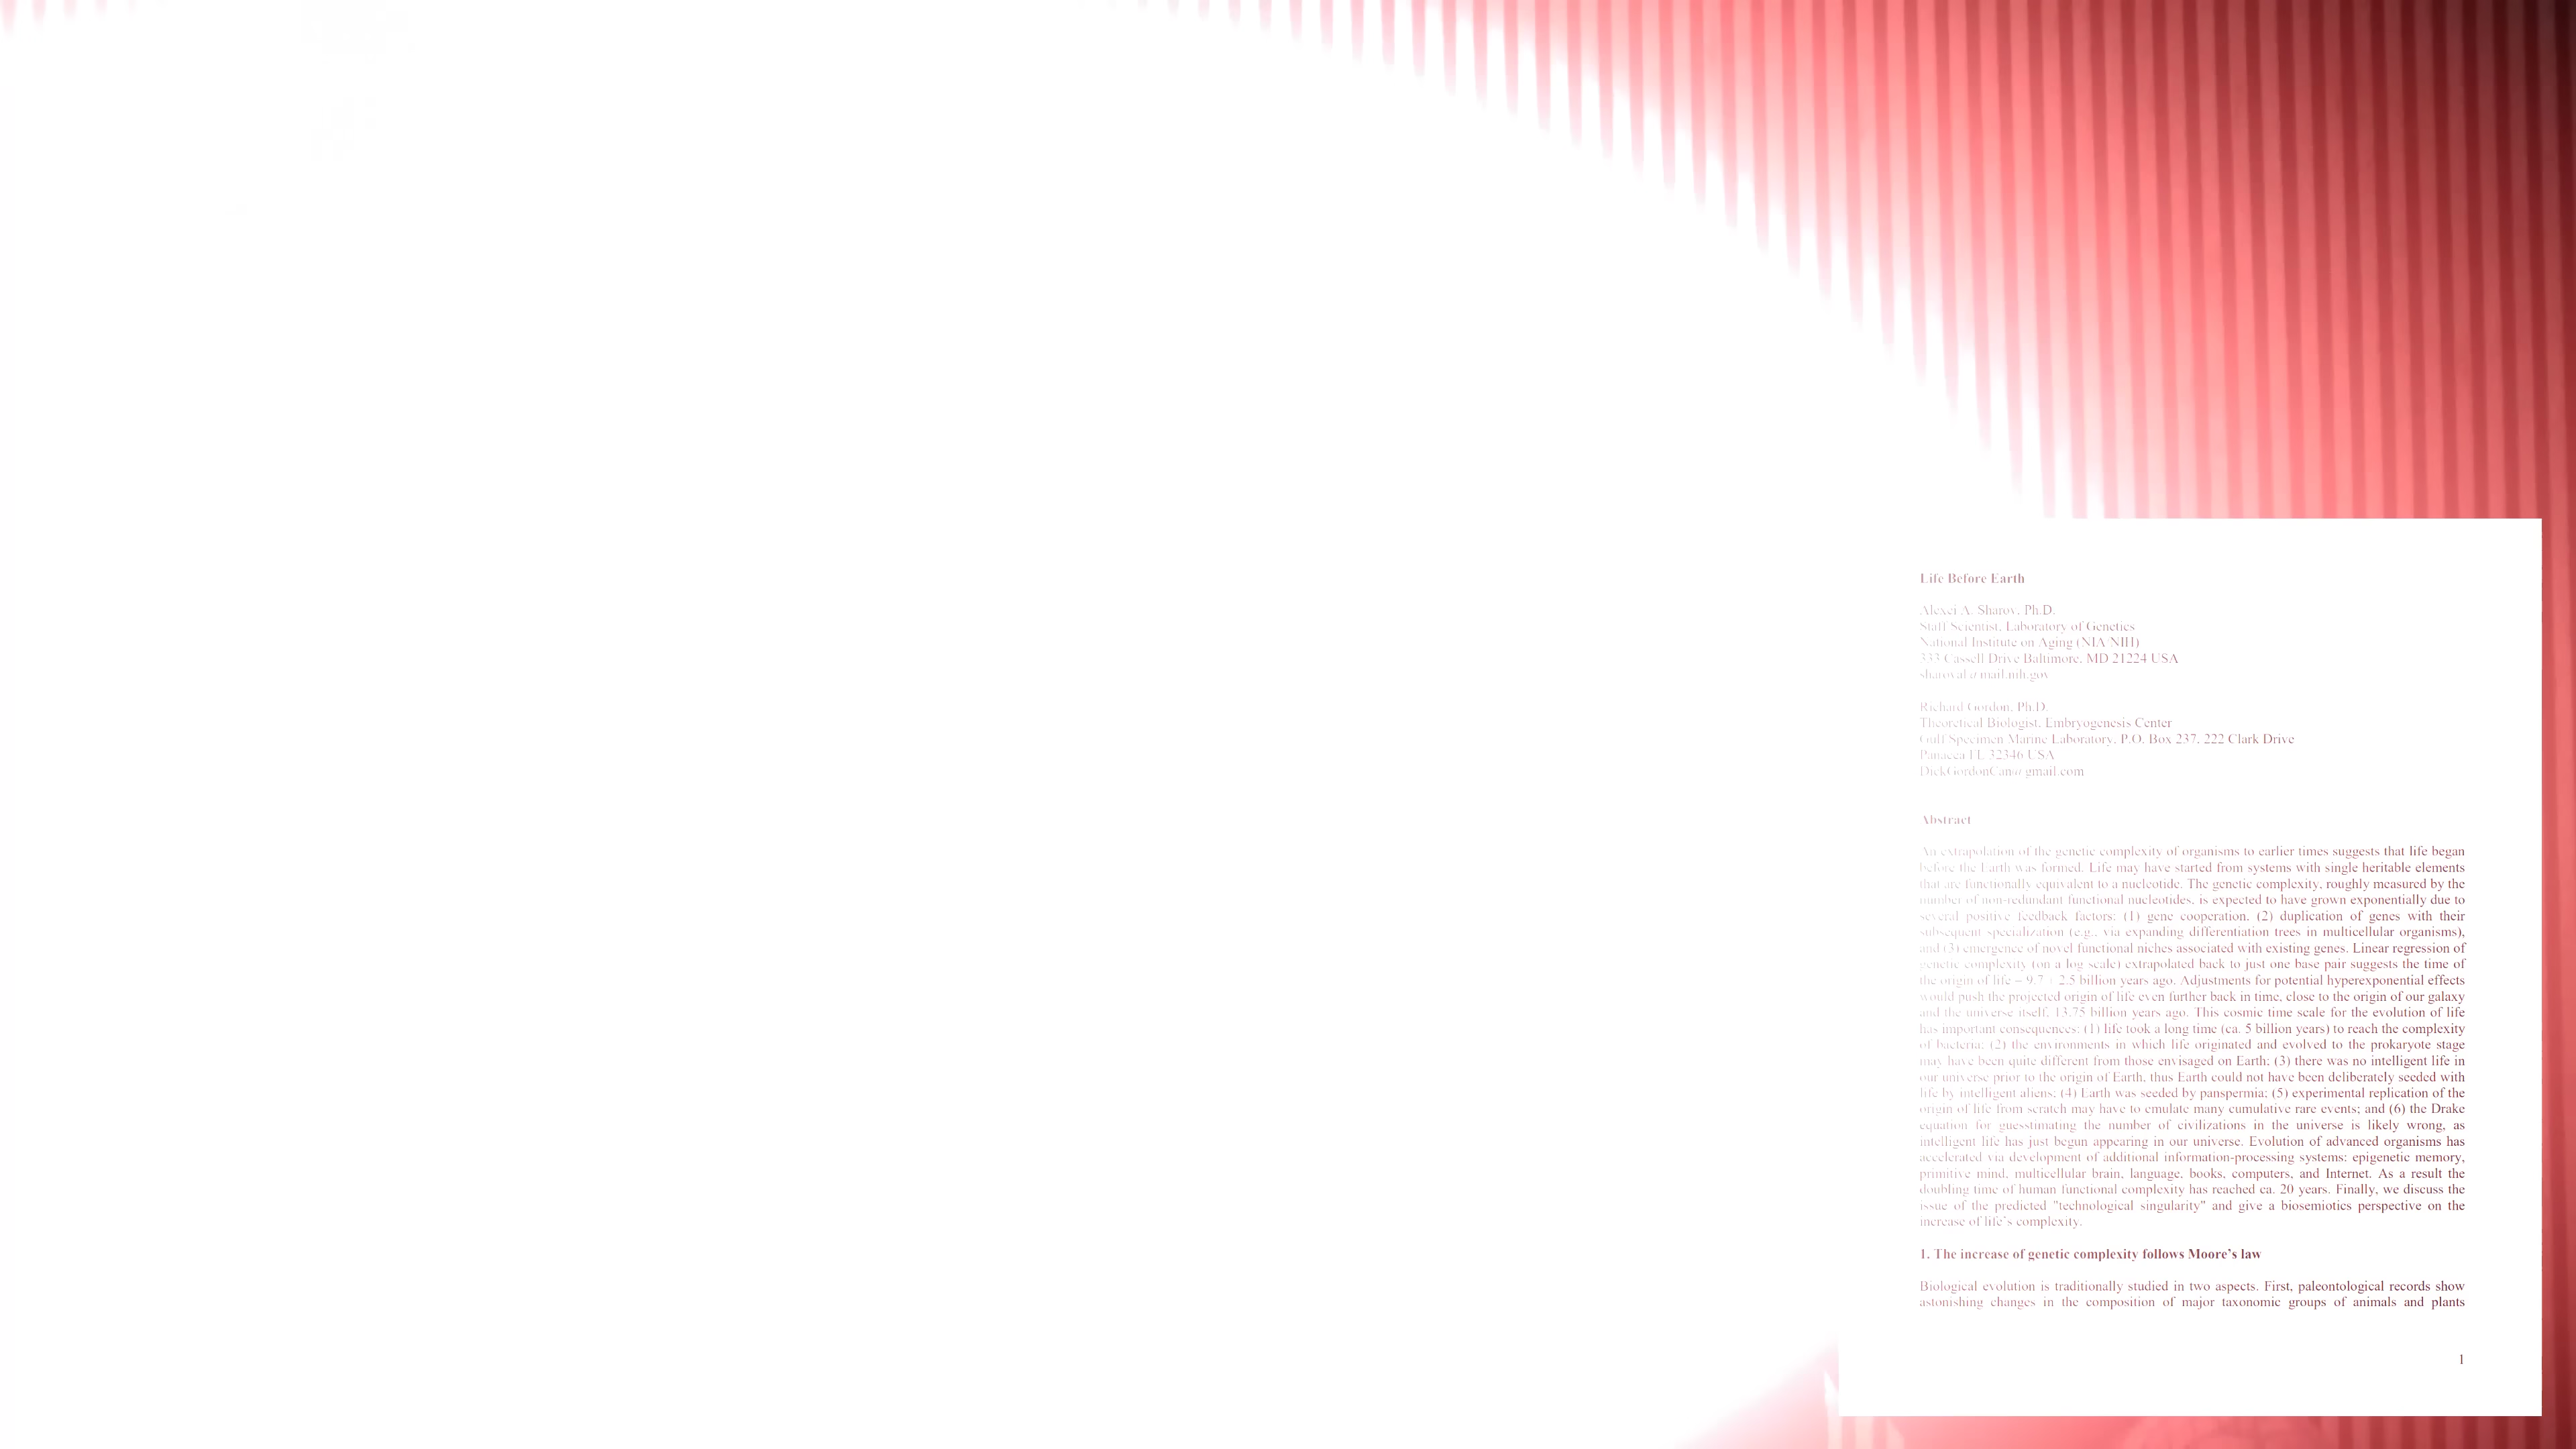 Life Before Earth
Alexei A. Sharov, Ph.D.
Staff Scientist, Laboratory of Genetics
National Institute on Aging (NIA/NIH)
333 Cassell Drive Baltimore, MD 21224 USA
sharoval@mail.nih.gov
Richard Gordon, Ph.D.
Theoretical Biologist, Embryogenesis Center
Gulf Specimen Marine Laboratory, P.O. Box 237, 222 Clark Drive
Panacea FL 32346 USA
DickGordonCan@gmail.com
Abstract
An extrapolation of the genetic complexity of organisms to earlier times suggests that life began
before the Earth was formed. Life may have started from systems with single heritable elements
that are functionally equivalent to a nucleotide. The genetic complexity, roughly measured by the
number of non-redundant functional nucleotides, is expected to have grown exponentially due to
several positive feedback factors: (1) gene cooperation, (2) duplication of genes with their
subsequent specialization (e.g., via expanding differentiation trees in multicellular organisms),
and (3) emergence of novel functional niches associated with existing genes. Linear regression of
genetic complexity (on a log scale) extrapolated back to just one base pair suggests the time of
the origin of life = 9.7 ± 2.5 billion years ago. Adjustments for potential hyperexponential effects
would push the projected origin of life even further back in time, close to the origin of our galaxy
and the universe itself, 13.75 billion years ago. This cosmic time scale for the evolution of life
has important consequences: (1) life took a long time (ca. 5 billion years) to reach the complexity
of bacteria; (2) the environments in which life originated and evolved to the prokaryote stage
may have been quite different from those envisaged on Earth; (3) there was no intelligent life in
our universe prior to the origin of Earth, thus Earth could not have been deliberately seeded with
life by intelligent aliens; (4) Earth was seeded by panspermia; (5) experimental replication of the
origin of life from scratch may have to emulate many cumulative rare events; and (6) the Drake
equation for guesstimating the number of civilizations in the universe is likely wrong, as
intelligent life has just begun appearing in our universe. Evolution of advanced organisms has
accelerated via development of additional information-processing systems: epigenetic memory,
primitive mind, multicellular brain, language, books, computers, and Internet. As a result the
doubling time of human functional complexity has reached ca. 20 years. Finally, we discuss the
issue of the predicted "technological singularity" and give a biosemiotics perspective on the
increase of life's complexity.
1. The increase of genetic complexity follows Moore's law
Biological evolution is traditionally studied in two aspects. First, paleontological records show
astonishing changes in the composition of major taxonomic groups of animals and plants
1